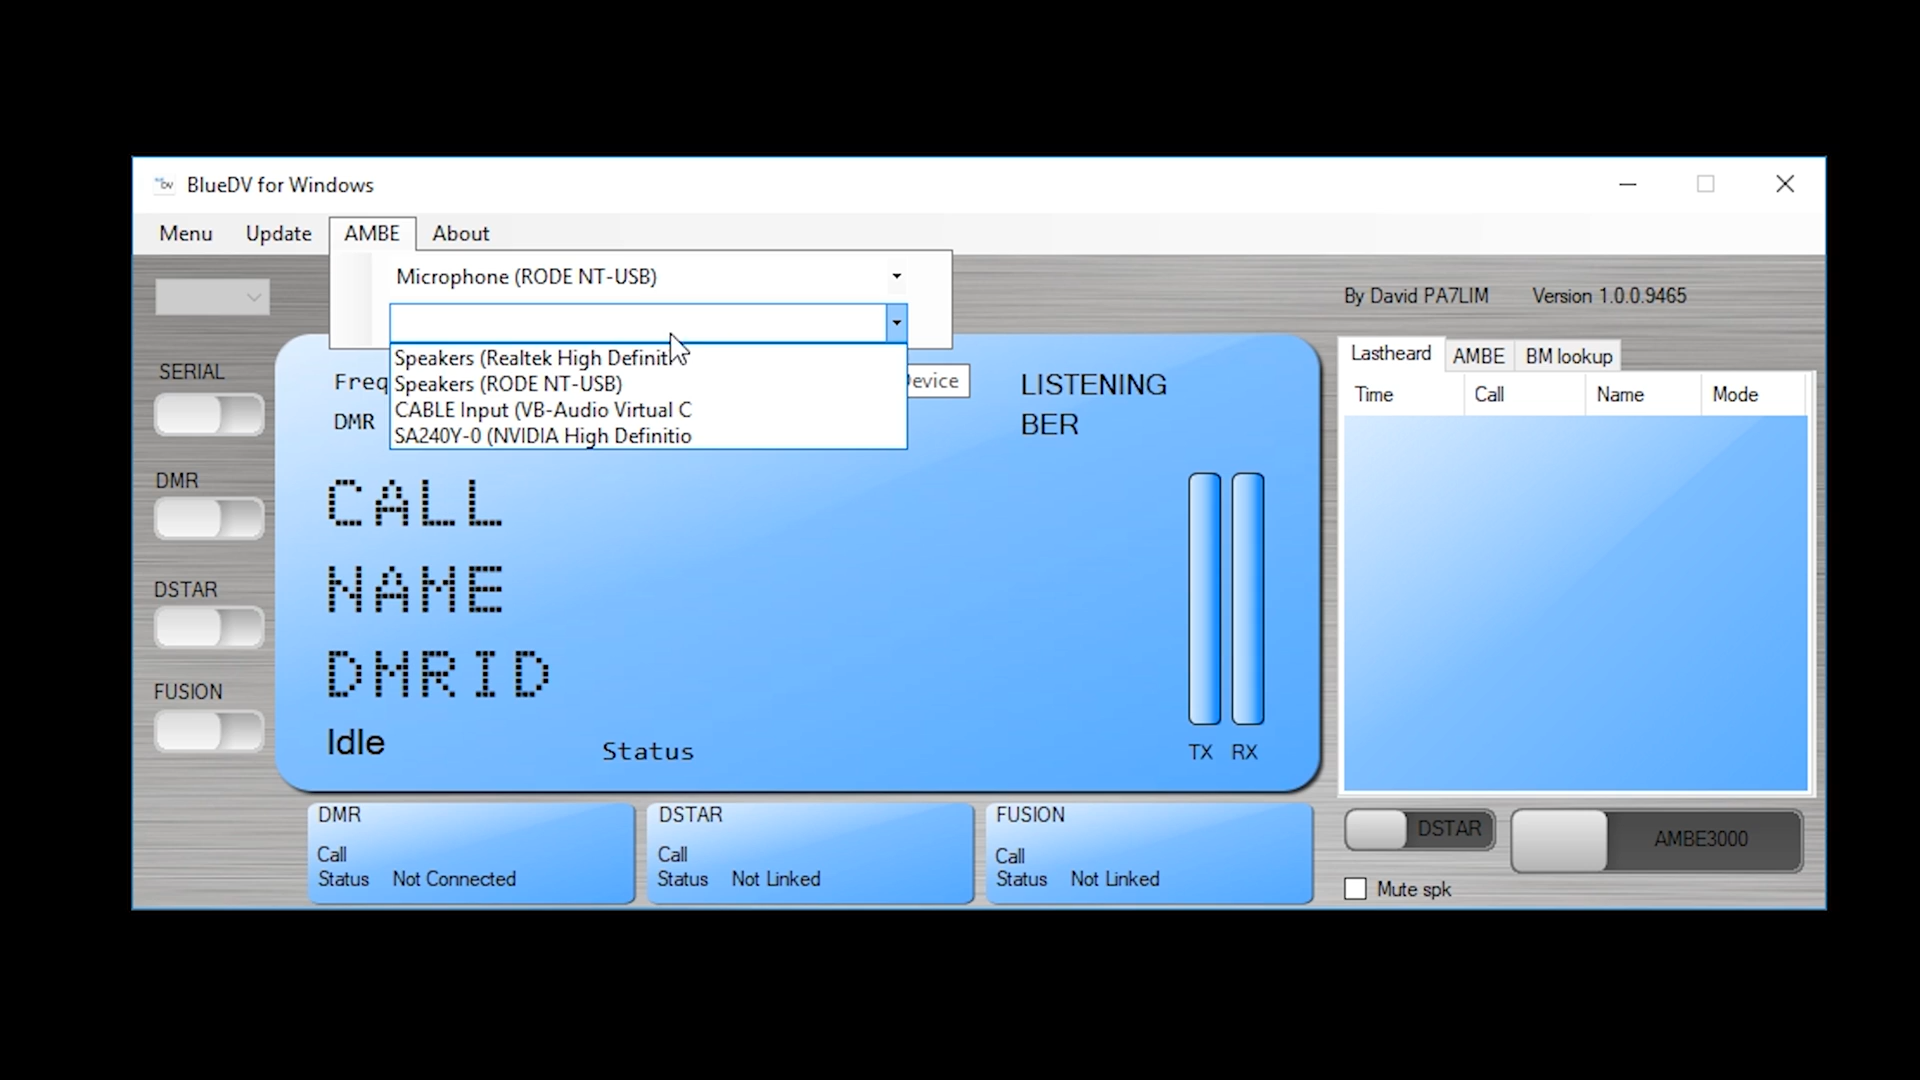 BlueDV for Windows
Menu Update AMBE About
Microphone (RODE NT-USB)
Speakers (Realtek High Definiti
Speakers (RODE NT-USB)
CABLE Input (VB-Audio Virtual C
SA240Y-0 (NVIDIA High Definitio
By David PA7LIM Version 1.0.0.9465
SERIAL
DMR
DSTAR
FUSION
Freq
DMR
evice
LISTENING
BER
CALL
NAME
DMRID
Idle
Status
TX RX
Lastheard AMBE BM lookup
Time Call Name Mode
DMR
Call
Status Not Connected
DSTAR
Call
Status Not Linked
FUSION
Call
Status Not Linked
DSTAR
AMBE3000
Mute spk